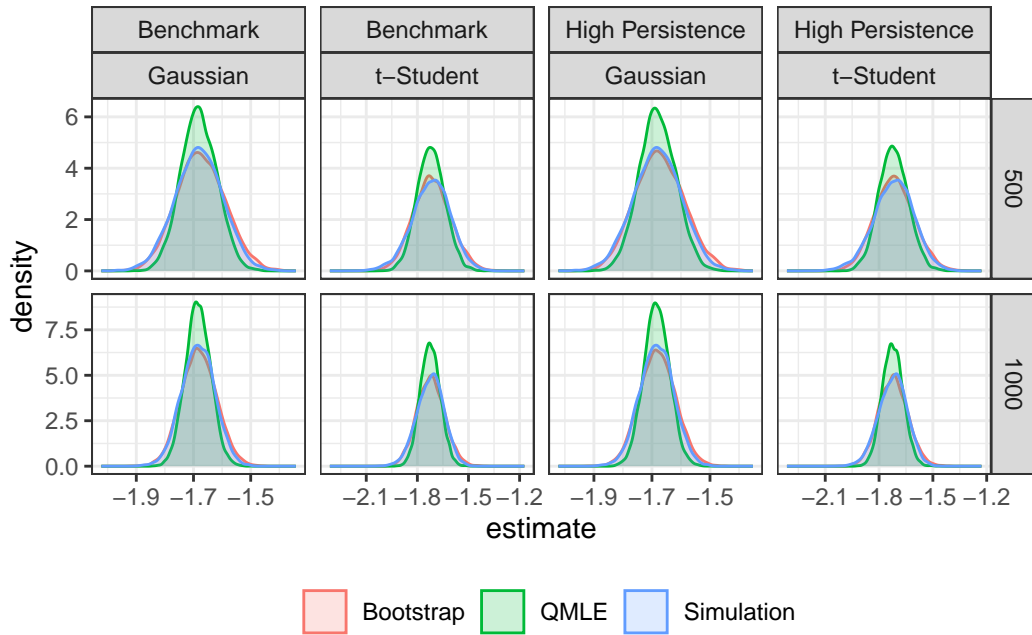 Benchmark Benchmark High Persistence High Persistence
Gaussian t−Student Gaussian t−Student
6
4
2
0
500
density
7.5
5.0
2.5
0.0
1000
−1.9 −1.7 −1.5 −2.1 −1.8 −1.5 −1.2 −1.9 −1.7 −1.5 −2.1 −1.8 −1.5 −1.2
estimate
Bootstrap QMLE Simulation